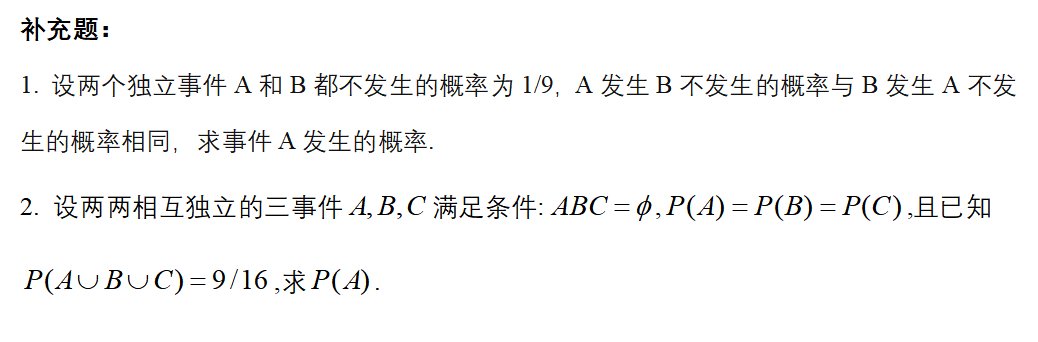 补充题:
1. 设两个独立事件 A 和 B 都不发生的概率为 1/9, A 发生 B 不发生的概率与 B 发生 A 不发
生的概率相同, 求事件 A 发生的概率.
2. 设两两相互独立的三事件 A, B, C 满足条件: ABC = ϕ, P(A) = P(B) = P(C) ,且已知
P(A∪B∪C) = 9/16 ,求 P(A) .